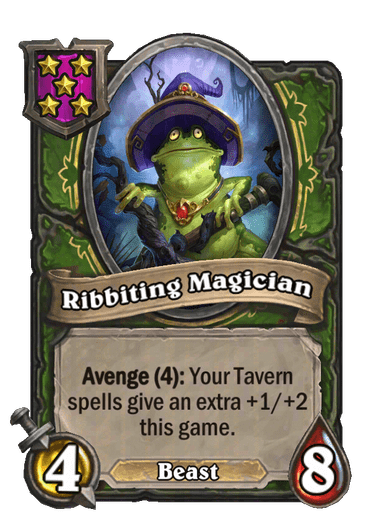 Ribbiting Magician
Avenge (4): Your Tavern
spells give an extra +1/+2
this game.
4
Beast
8